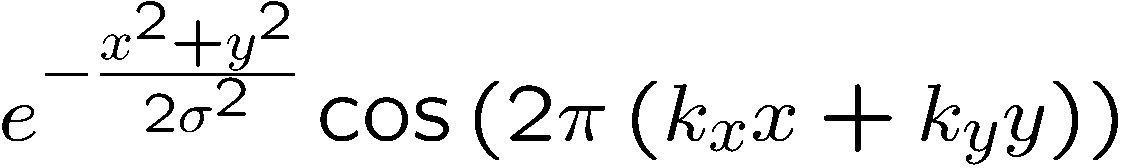 $e^{-\frac{x^2+y^2}{2\sigma^2}} \cos\left(2\pi\left(k_x x + k_y y\right)\right)$